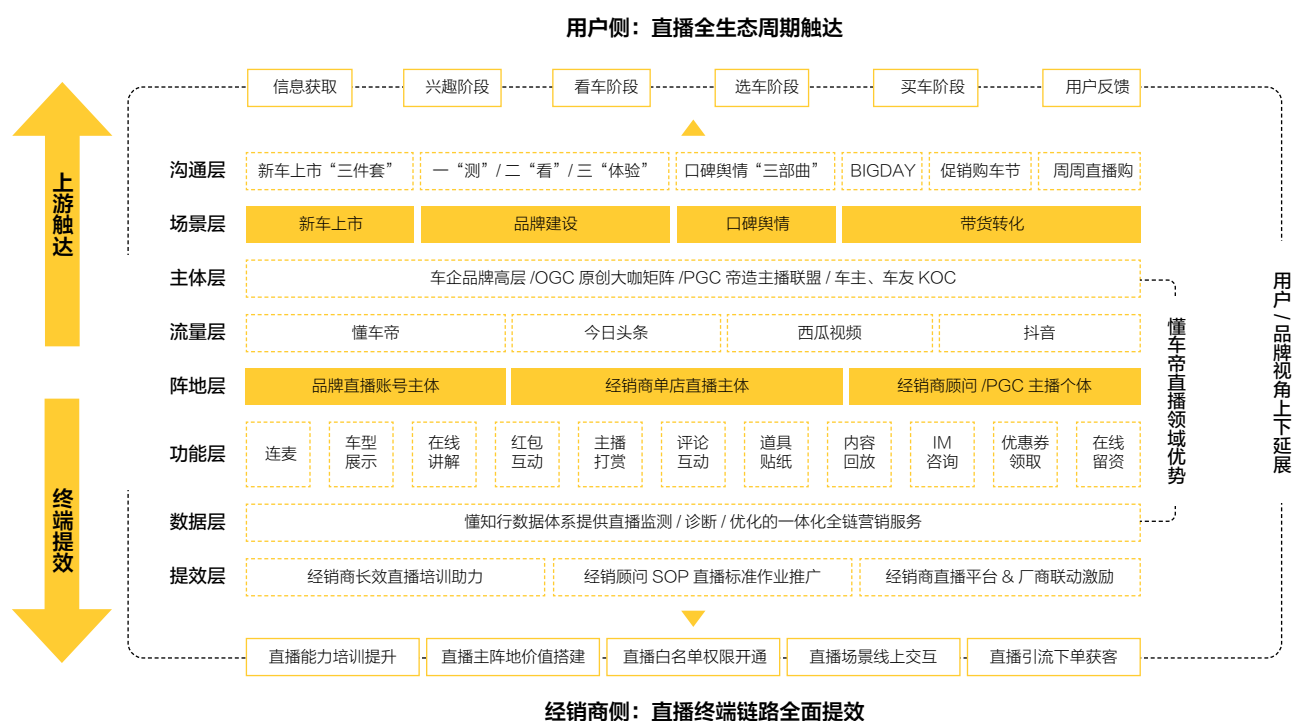 用户侧：直播全生态周期触达
信息获取 兴趣阶段 看车阶段 选车阶段 买车阶段 用户反馈
上游触达
沟通层 新车上市“三件套” 一“测”/ 二“看”/ 三“体验” 口碑舆情“三部曲” BIGDAY 促销购车节 周周直播购
场景层 新车上市 品牌建设 口碑舆情 带货转化
主体层 车企品牌高层 /OGC 原创大咖矩阵 /PGC 帝造主播联盟 / 车主、车友 KOC
流量层 懂车帝 今日头条 西瓜视频 抖音
阵地层 品牌直播账号主体 经销商单店直播主体 经销商顾问 /PGC 主播个体
功能层 连麦 车型展示 在线讲解 红包互动 主播打赏 评论互动 道具贴纸 内容回放 IM咨询 优惠券领取 在线留资
数据层 懂知行数据体系提供直播监测 / 诊断 / 优化的一体化全链营销服务
提效层 经销商长效直播培训助力 经销顾问 SOP 直播标准作业推广 经销商直播平台 & 厂商联动激励
终端提效
懂车帝直播领域优势
用户 / 品牌视角上下延展
直播能力培训提升 直播主阵地价值搭建 直播白名单权限开通 直播场景线上交互 直播引流下单获客
经销商侧：直播终端链路全面提效